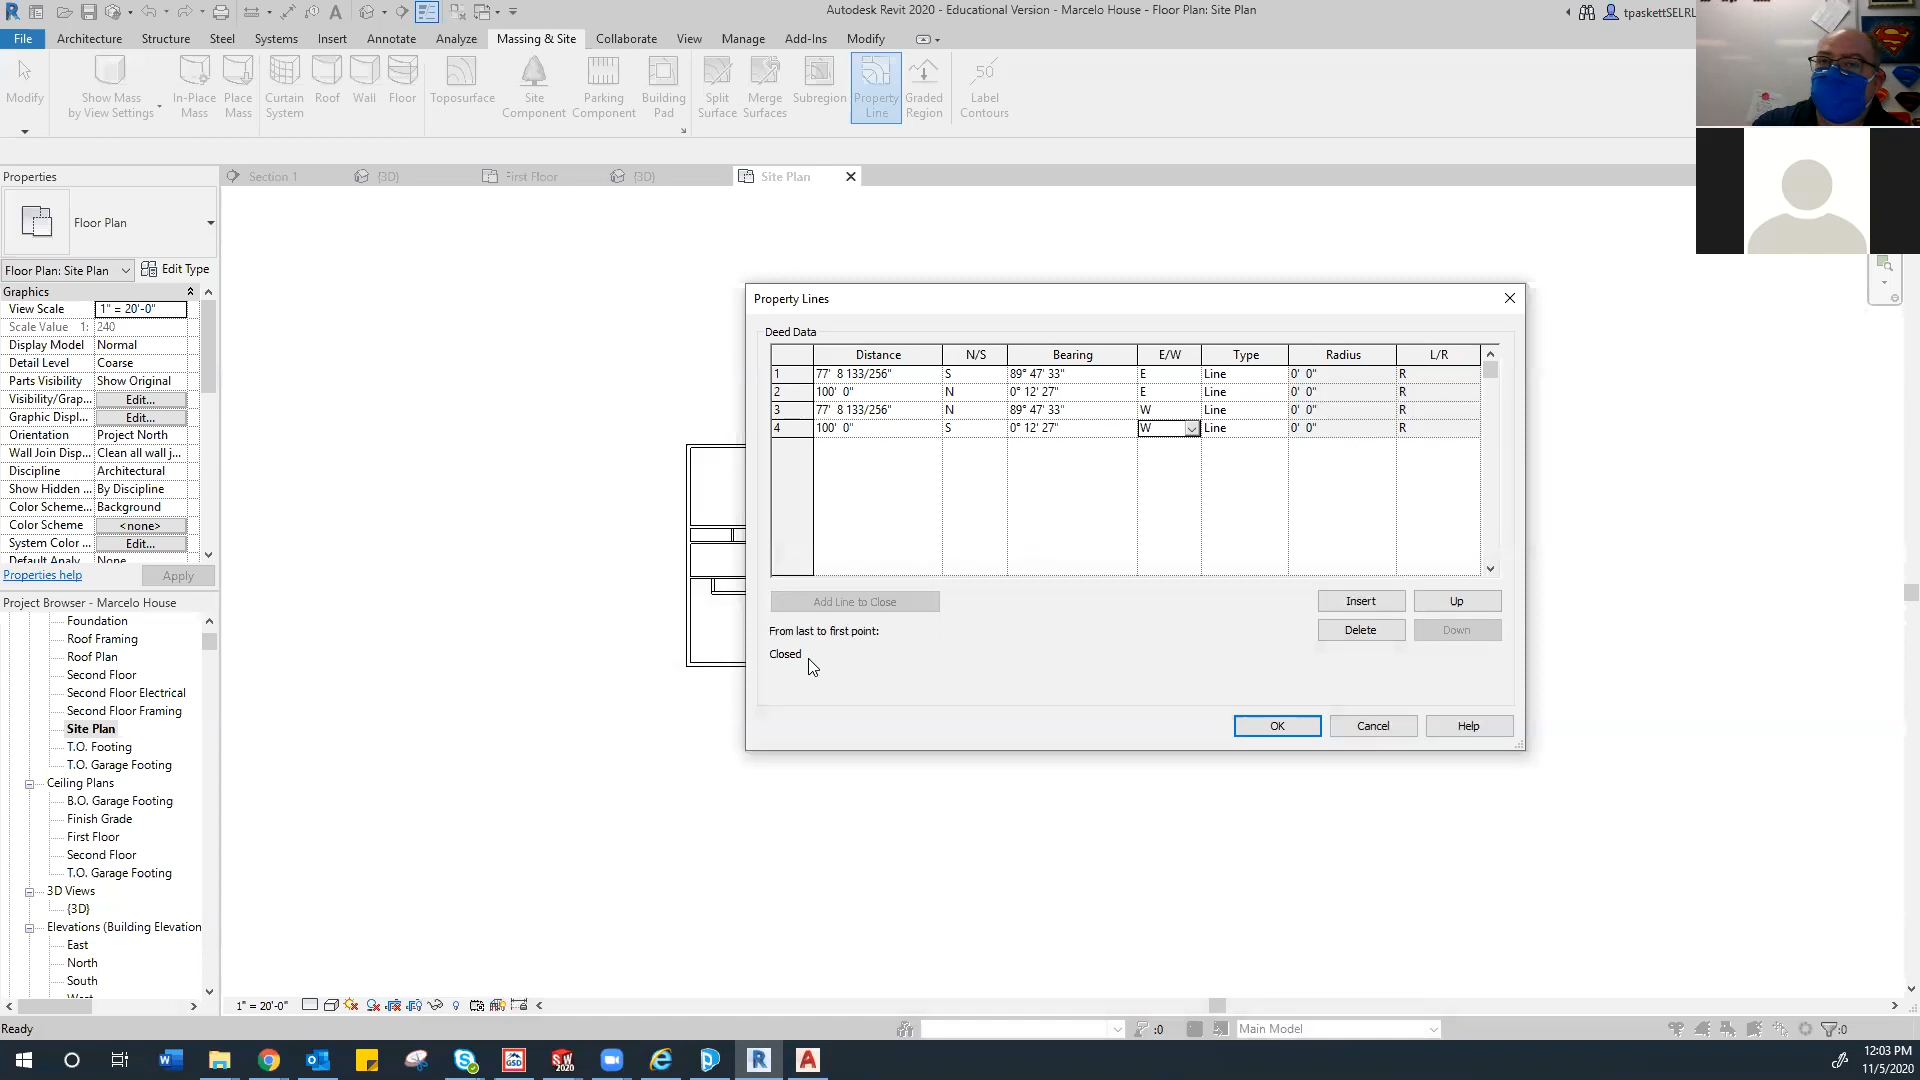 Autodesk Revit 2020 - Educational Version - Marcelo House - Floor Plan: Site Plan
tpaskettSELRL
File Architecture Structure Steel Systems Insert Annotate Analyze Massing & Site Collaborate View Manage Add-Ins Modify
Modify
Show Mass by View Settings
In-Place Mass
Place Mass
Curtain System
Roof
Wall
Floor
Toposurface
Site Component
Parking Component
Building Pad
Split Surface
Merge Surfaces
Subregion
Property Line
Graded Region
50
Label Contours
Properties
Section 1
{3D}
First Floor
{3D}
Site Plan
Floor Plan
Floor Plan: Site Plan
Edit Type
Graphics
View Scale 1" = 20'-0"
Scale Value 1: 240
Display Model Normal
Detail Level Coarse
Parts Visibility Show Original
Visibility/Grap... Edit...
Graphic Displ... Edit...
Orientation Project North
Wall Join Disp... Clean all wall j...
Discipline Architectural
Show Hidden ... By Discipline
Color Scheme... Background
Color Scheme <none>
System Color ... Edit...
Default Analy... None
Properties help
Apply
Project Browser - Marcelo House
Foundation
Roof Framing
Roof Plan
Second Floor
Second Floor Electrical
Second Floor Framing
Site Plan
T.O. Footing
T.O. Garage Footing
Ceiling Plans
B.O. Garage Footing
Finish Grade
First Floor
Second Floor
T.O. Garage Footing
3D Views
{3D}
Elevations (Building Elevation
East
North
South
West
Property Lines
Deed Data
Distance N/S Bearing E/W Type Radius L/R
1 77' 8 133/256" S 89° 47' 33" E Line 0' 0" R
2 100' 0" N 0° 12' 27" E Line 0' 0" R
3 77' 8 133/256" N 89° 47' 33" W Line 0' 0" R
4 100' 0" S 0° 12' 27" W Line 0' 0" R
Add Line to Close
Insert
Up
From last to first point:
Delete
Down
Closed
OK
Cancel
Help
1" = 20'-0"
Ready
:0
Main Model
:0
GSD
SW 2020
12:03 PM
11/5/2020